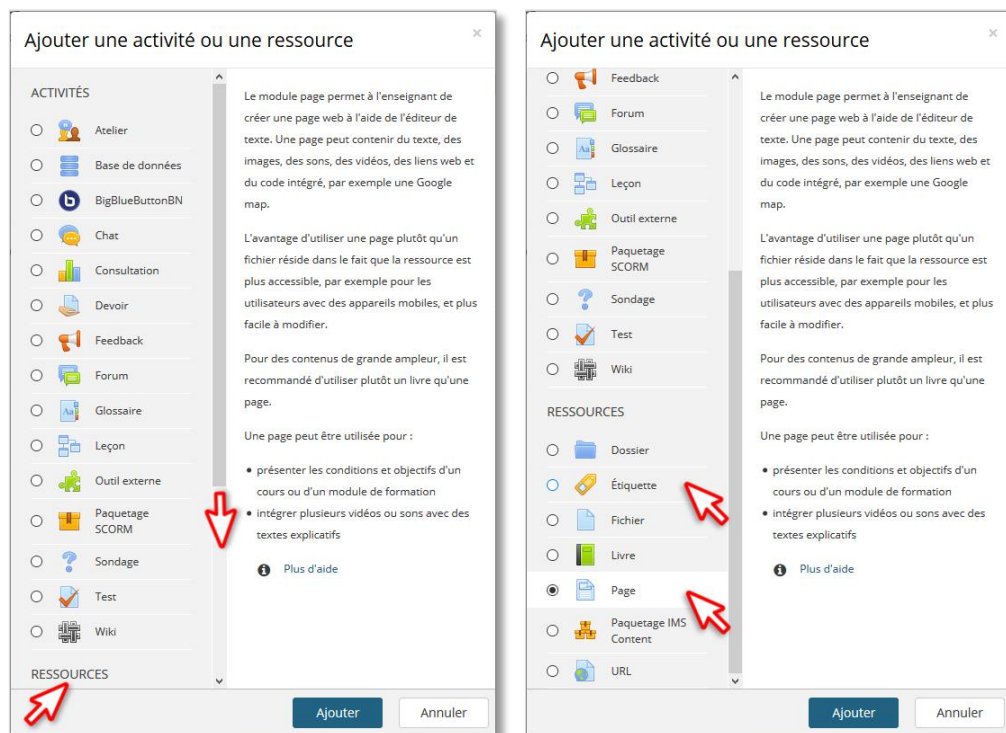 Ajouter une activité ou une ressource
×
ACTIVITÉS
Atelier
Base de données
BigBlueButtonBN
Chat
Consultation
Devoir
Feedback
Forum
Glossaire
Leçon
Outil externe
Paquetage
SCORM
Sondage
Test
Wiki
RESSOURCES
Le module page permet à l'enseignant de
créer une page web à l'aide de l'éditeur de
texte. Une page peut contenir du texte, des
images, des sons, des vidéos, des liens web et
du code intégré, par exemple une Google
map.
L'avantage d'utiliser une page plutôt qu'un
fichier réside dans le fait que la ressource est
plus accessible, par exemple pour les
utilisateurs avec des appareils mobiles, et plus
facile à modifier.
Pour des contenus de grande ampleur, il est
recommandé d'utiliser plutôt un livre qu'une
page.
Une page peut être utilisée pour :
• présenter les conditions et objectifs d'un
cours ou d'un module de formation
• intégrer plusieurs vidéos ou sons avec des
textes explicatifs
Plus d'aide
Ajouter
Annuler
Ajouter une activité ou une ressource
×
Feedback
Forum
Glossaire
Leçon
Outil externe
Paquetage
SCORM
Sondage
Test
Wiki
RESSOURCES
Dossier
Étiquette
Fichier
Livre
Page
Paquetage IMS
Content
URL
Le module page permet à l'enseignant de
créer une page web à l'aide de l'éditeur de
texte. Une page peut contenir du texte, des
images, des sons, des vidéos, des liens web et
du code intégré, par exemple une Google
map.
L'avantage d'utiliser une page plutôt qu'un
fichier réside dans le fait que la ressource est
plus accessible, par exemple pour les
utilisateurs avec des appareils mobiles, et plus
facile à modifier.
Pour des contenus de grande ampleur, il est
recommandé d'utiliser plutôt un livre qu'une
page.
Une page peut être utilisée pour :
• présenter les conditions et objectifs d'un
cours ou d'un module de formation
• intégrer plusieurs vidéos ou sons avec des
textes explicatifs
Plus d'aide
Ajouter
Annuler